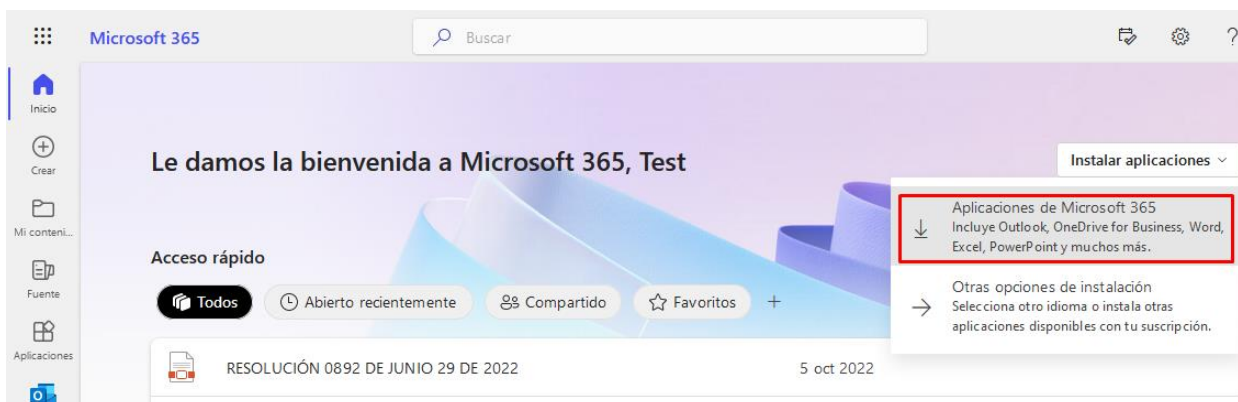 Microsoft 365
Buscar
?
Inicio
Crear
Mi conteni...
Fuente
Aplicaciones
Le damos la bienvenida a Microsoft 365, Test
Instalar aplicaciones
Aplicaciones de Microsoft 365
Incluye Outlook, OneDrive for Business, Word,
Excel, PowerPoint y muchos más.
Otras opciones de instalación
Selecciona otro idioma o instala otras
aplicaciones disponibles con tu suscripción.
Acceso rápido
Todos
Abierto recientemente
Compartido
Favoritos
RESOLUCIÓN 0892 DE JUNIO 29 DE 2022
5 oct 2022